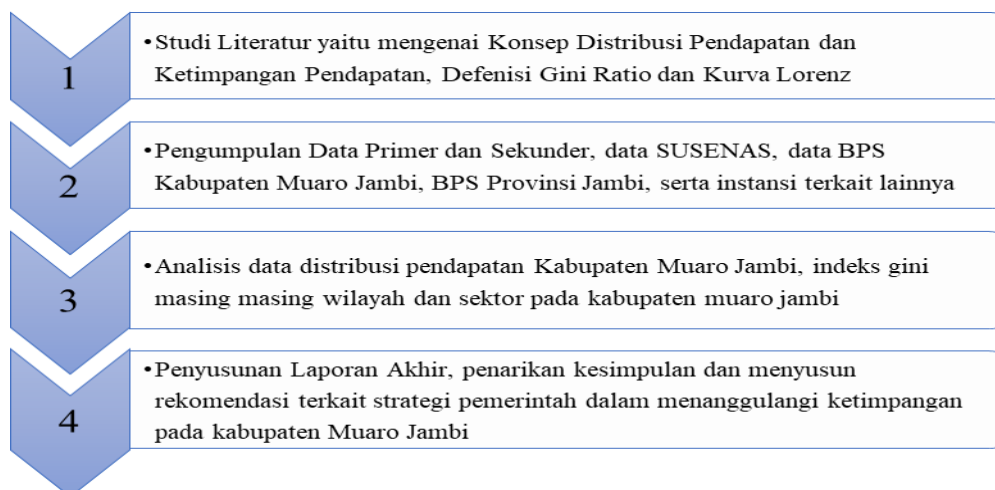 1
•Studi Literatur yaitu mengenai Konsep Distribusi Pendapatan dan
Ketimpangan Pendapatan, Defenisi Gini Ratio dan Kurva Lorenz
2
•Pengumpulan Data Primer dan Sekunder, data SUSENAS, data BPS
Kabupaten Muaro Jambi, BPS Provinsi Jambi, serta instansi terkait lainnya
3
•Analisis data distribusi pendapatan Kabupaten Muaro Jambi, indeks gini
masing masing wilayah dan sektor pada kabupaten muaro jambi
4
•Penyusunan Laporan Akhir, penarikan kesimpulan dan menyusun
rekomendasi terkait strategi pemerintah dalam menanggulangi ketimpangan
pada kabupaten Muaro Jambi